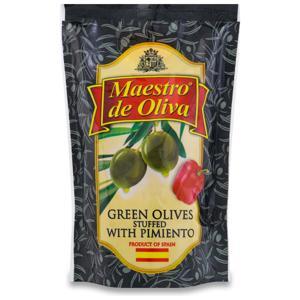 Maestro®
de Oliva
GREEN OLIVES
STUFFED
WITH PIMIENTO
PRODUCT OF SPAIN